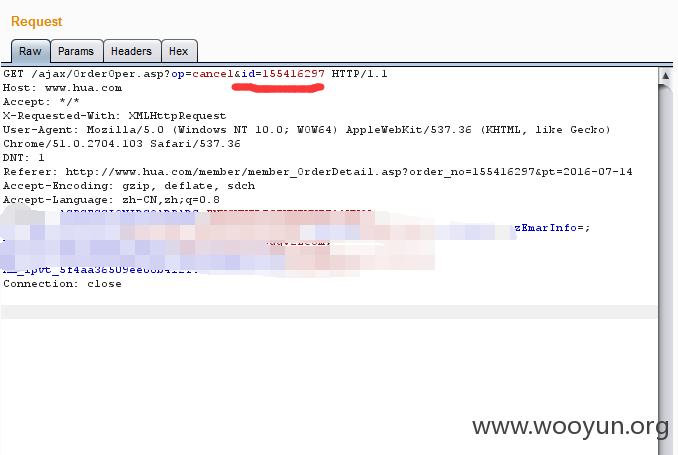 Request
Raw Params Headers Hex
GET /ajax/OrderOper.asp?op=cancel&id=155416297 HTTP/1.1
Host: www.hua.com
Accept: */*
X-Requested-With: XMLHttpRequest
User-Agent: Mozilla/5.0 (Windows NT 10.0; WOW64) AppleWebKit/537.36 (KHTML, like Gecko)
Chrome/51.0.2704.103 Safari/537.36
DNT: 1
Referer: http://www.hua.com/member/member_OrderDetail.asp?order_no=155416297&pt=2016-07-14
Accept-Encoding: gzip, deflate, sdch
Accept-Language: zh-CN,zh;q=0.8
zEmarInfo=;
Connection: close
www.wooyun.org